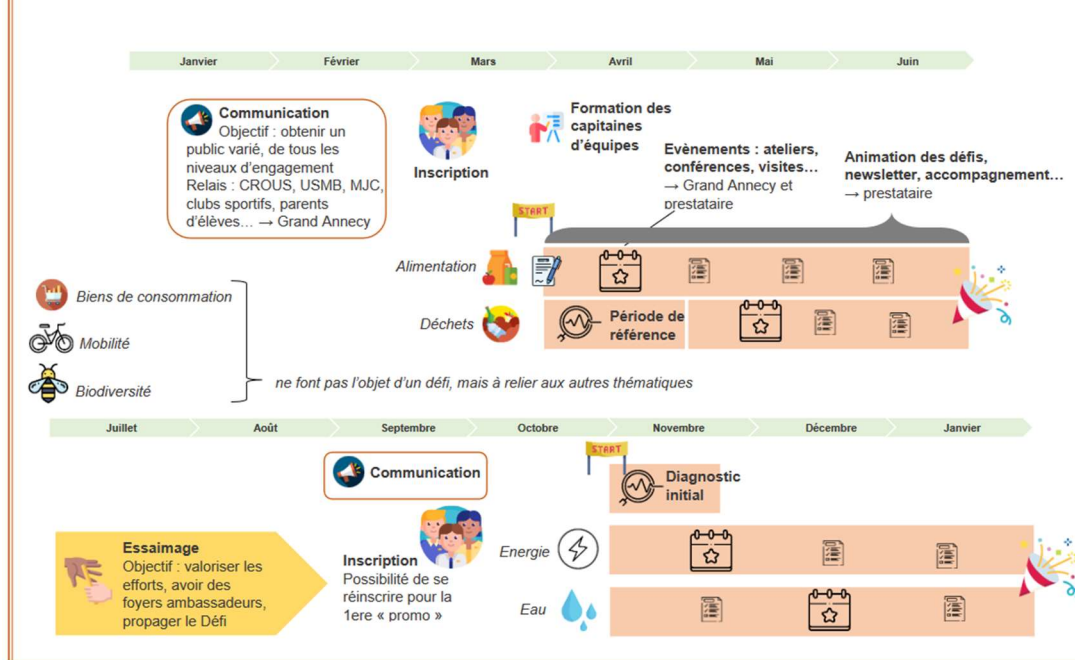 Janvier
Février
Mars
Avril
Mai
Juin
Communication
Objectif : obtenir un
public varié, de tous les
niveaux d'engagement
Relais : CROUS, USMB, MJC,
clubs sportifs, parents
d'élèves… → Grand Annecy
Inscription
Formation des
capitaines
d'équipes
Evènements : ateliers,
conférences, visites…
→ Grand Annecy et
prestataire
Animation des défis,
newsletter, accompagnement…
→ prestataire
START
Alimentation
Déchets
Période de
référence
Biens de consommation
Mobilité
Biodiversité
ne font pas l'objet d'un défi, mais à relier aux autres thématiques
Juillet
Août
Septembre
Octobre
Novembre
Décembre
Janvier
Communication
START
Diagnostic
initial
Essaimage
Objectif : valoriser les
efforts, avoir des
foyers ambassadeurs,
propager le Défi
Inscription
Possibilité de se
réinscrire pour la
1ere « promo »
Energie
Eau